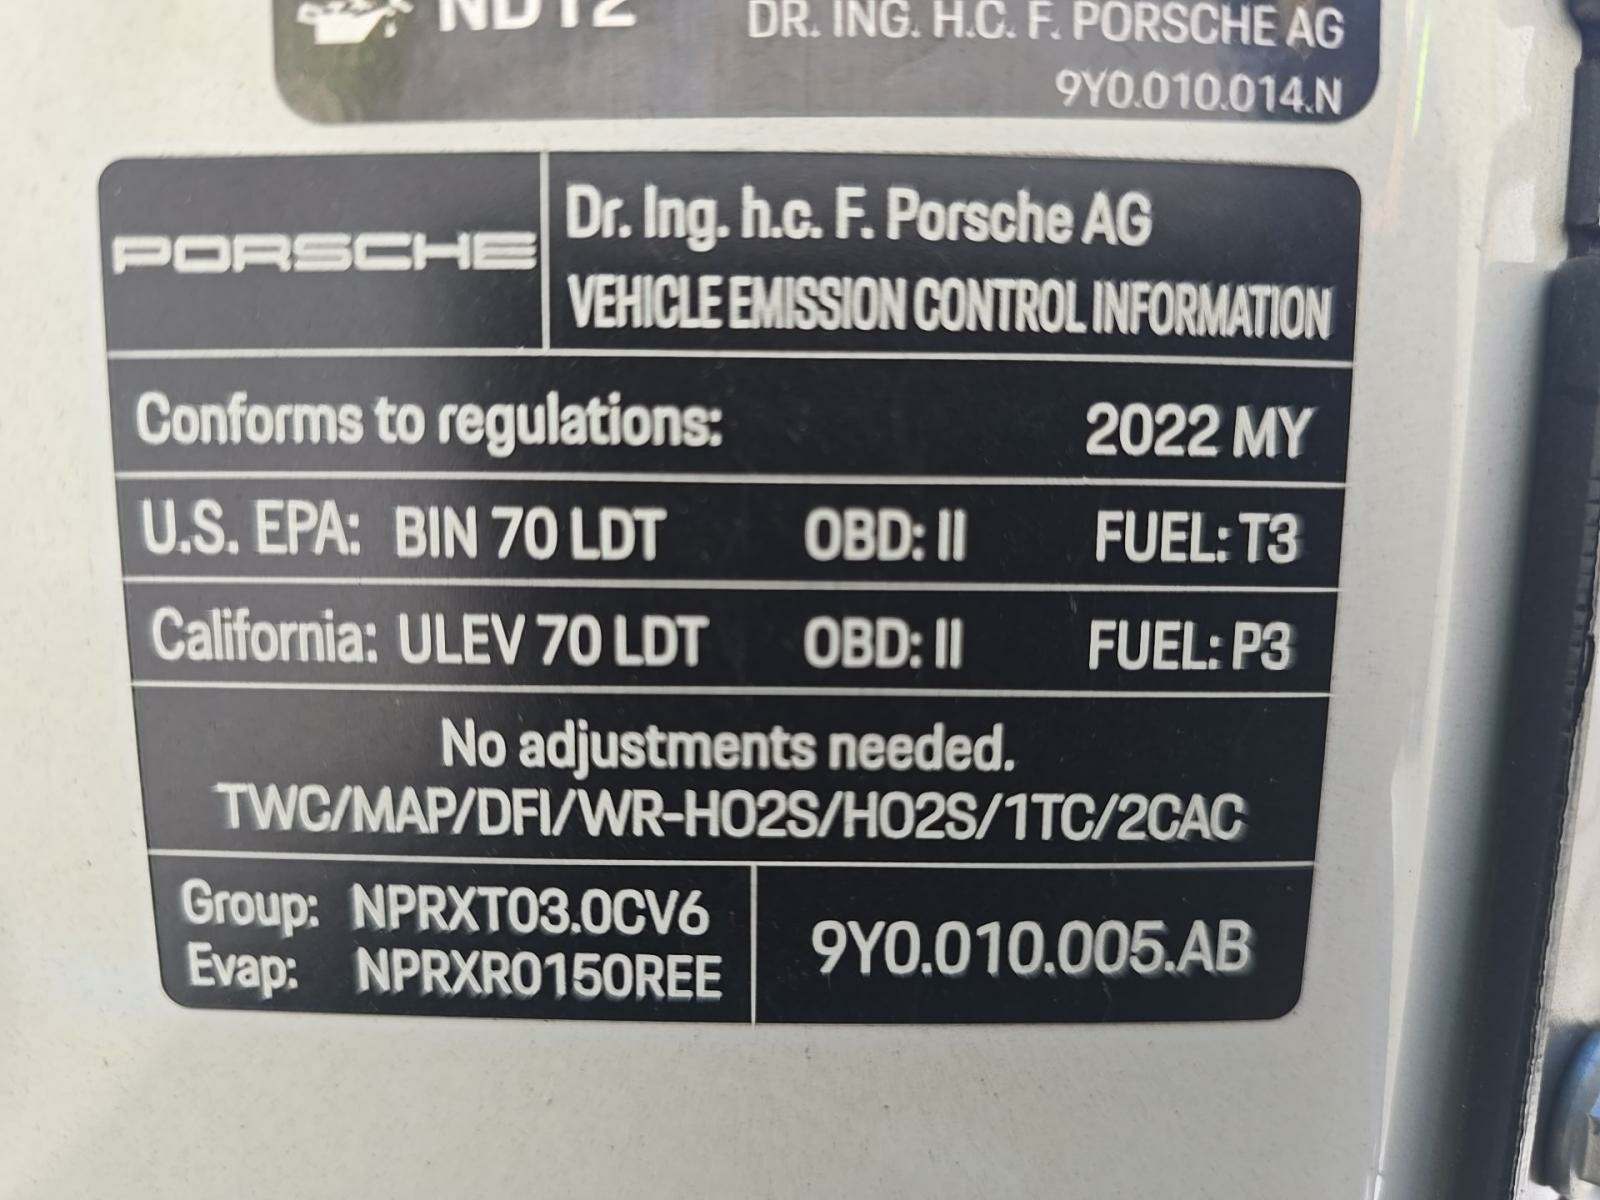 ND12
DR. ING. H.C. F. PORSCHE AG
9Y0.010.014.N
PORSCHE
Dr. Ing. h.c. F. Porsche AG
VEHICLE EMISSION CONTROL INFORMATION
Conforms to regulations: 2022 MY
U.S. EPA: BIN 70 LDT OBD: II FUEL: T3
California: ULEV 70 LDT OBD: II FUEL: P3
No adjustments needed.
TWC/MAP/DFI/WR-HO2S/HO2S/1TC/2CAC
Group: NPRXT03.0CV6
Evap: NPRXR0150REE
9Y0.010.005.AB